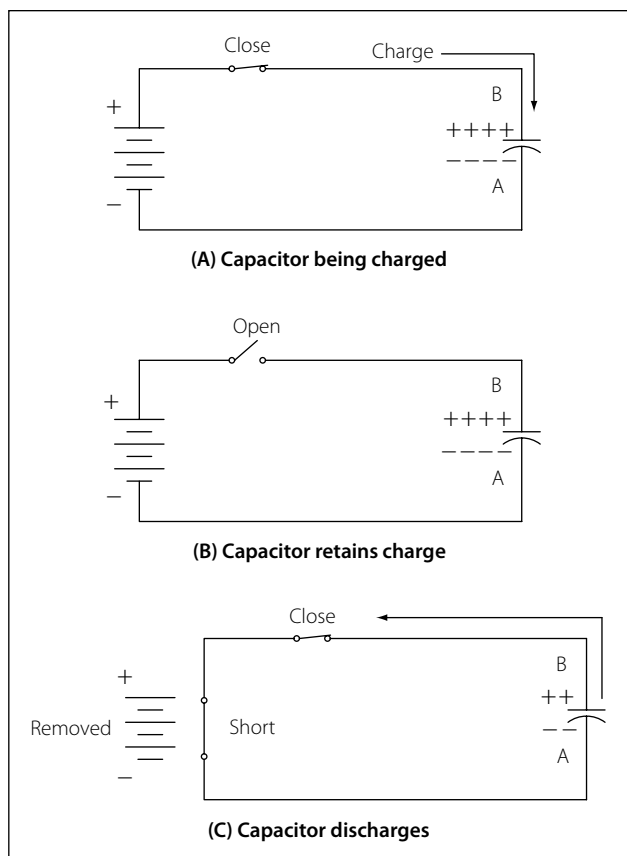 Close
Charge
+
B
++++
– – – –
A
–
(A) Capacitor being charged
Open
+
B
++++
– – – –
A
–
(B) Capacitor retains charge
Close
+
B
++
Removed
Short
– –
A
–
(C) Capacitor discharges